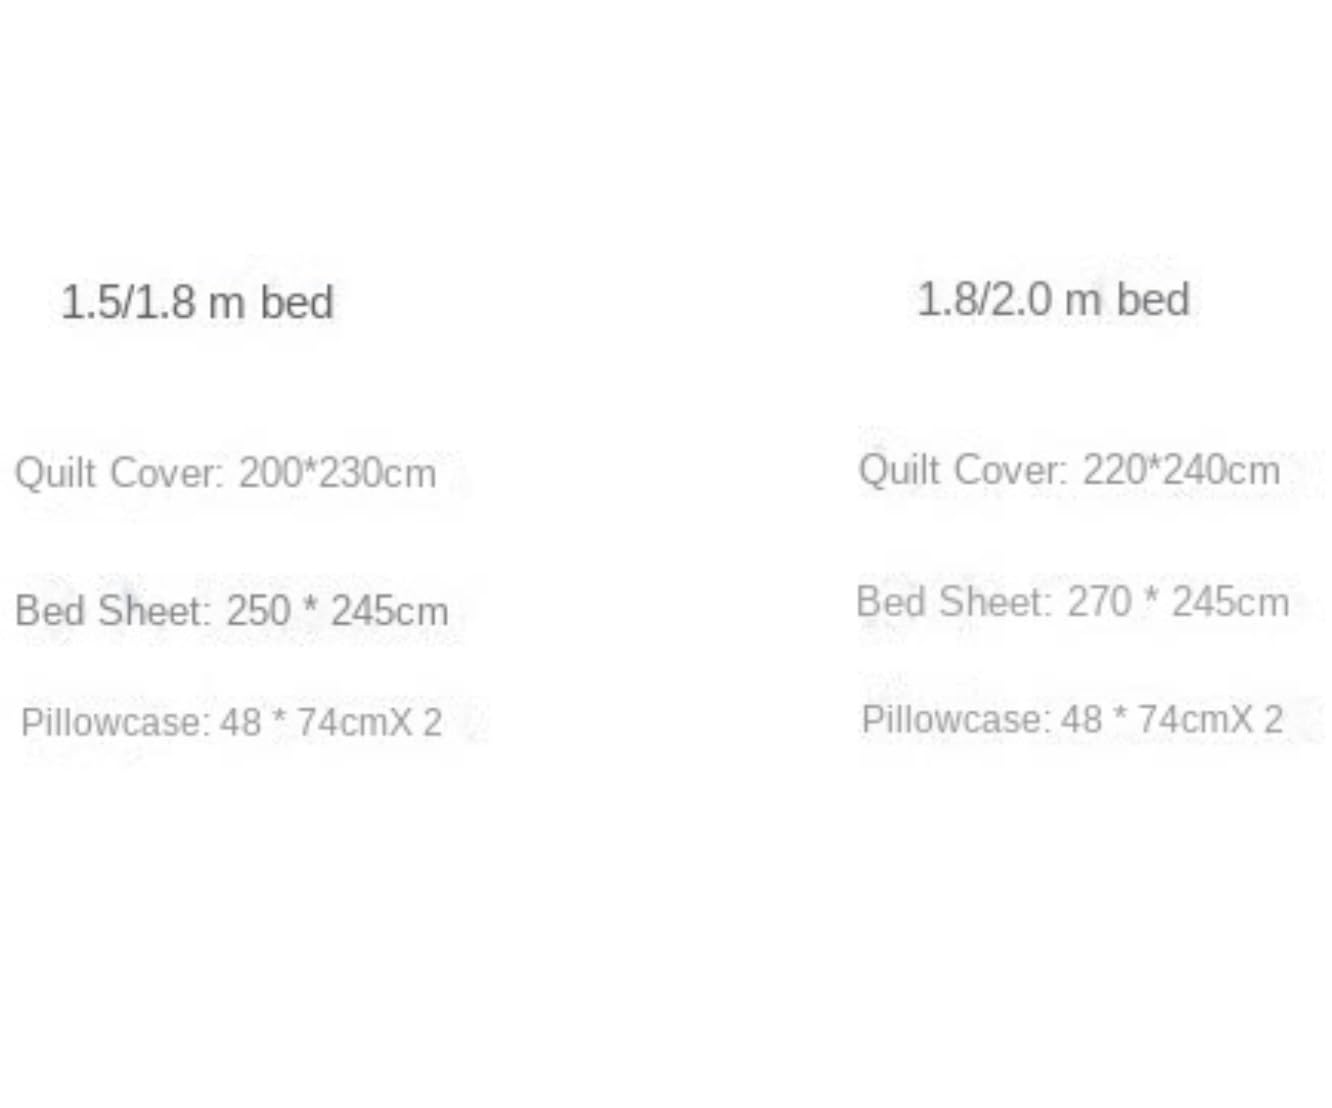 1.5/1.8 m bed
Quilt Cover: 200*230cm
Bed Sheet: 250 * 245cm
Pillowcase: 48 * 74cmX 2
1.8/2.0 m bed
Quilt Cover: 220*240cm
Bed Sheet: 270 * 245cm
Pillowcase: 48 * 74cmX 2